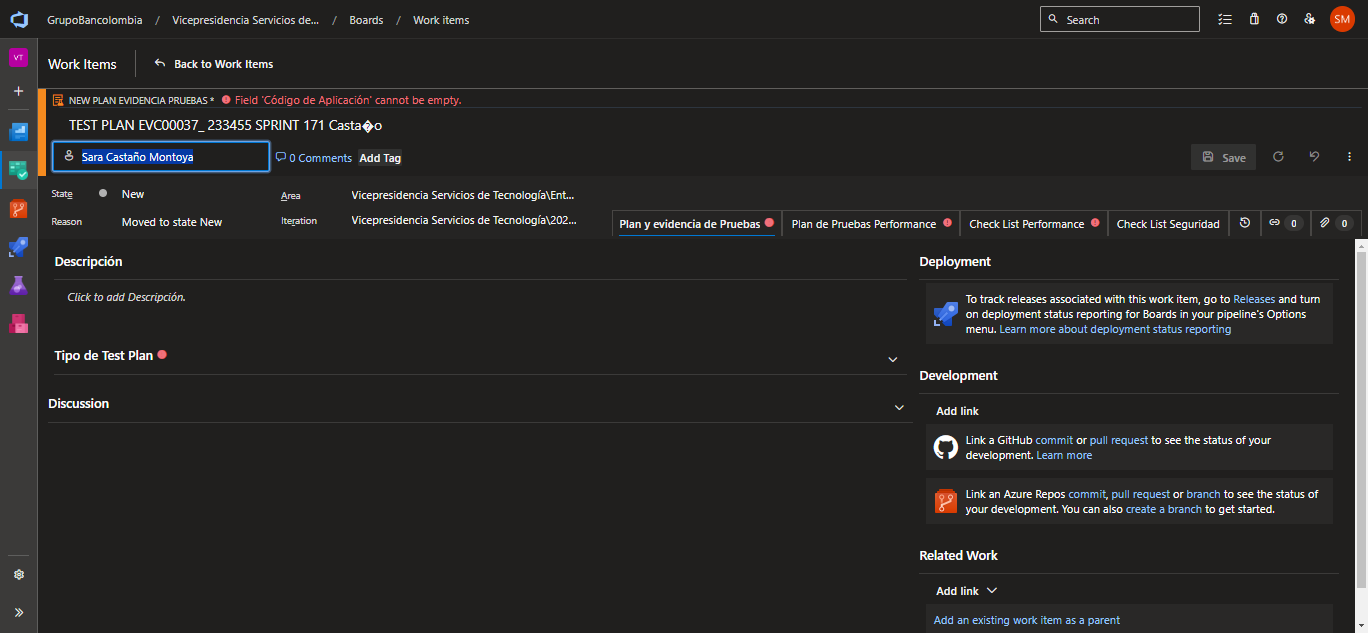 GrupoBancolombia / Vicepresidencia Servicios de... / Boards / Work items
Search
SM
VT
Work Items
Back to Work Items
NEW PLAN EVIDENCIA PRUEBAS * Field 'Código de Aplicación' cannot be empty.
TEST PLAN EVC00037_ 233455 SPRINT 171 Casta�o
Sara Castaño Montoya
0 Comments
Add Tag
Save
State
New
Area
Vicepresidencia Servicios de Tecnología\Ent...
Reason
Moved to state New
Iteration
Vicepresidencia Servicios de Tecnología\202...
Plan y evidencia de Pruebas
Plan de Pruebas Performance
Check List Performance
Check List Seguridad
0
0
Descripción
Click to add Descripción.
Tipo de Test Plan
Discussion
Deployment
To track releases associated with this work item, go to Releases and turn
on deployment status reporting for Boards in your pipeline's Options
menu. Learn more about deployment status reporting
Development
Add link
Link a GitHub commit or pull request to see the status of your
development. Learn more
Link an Azure Repos commit, pull request or branch to see the status of
your development. You can also create a branch to get started.
Related Work
Add link
Add an existing work item as a parent